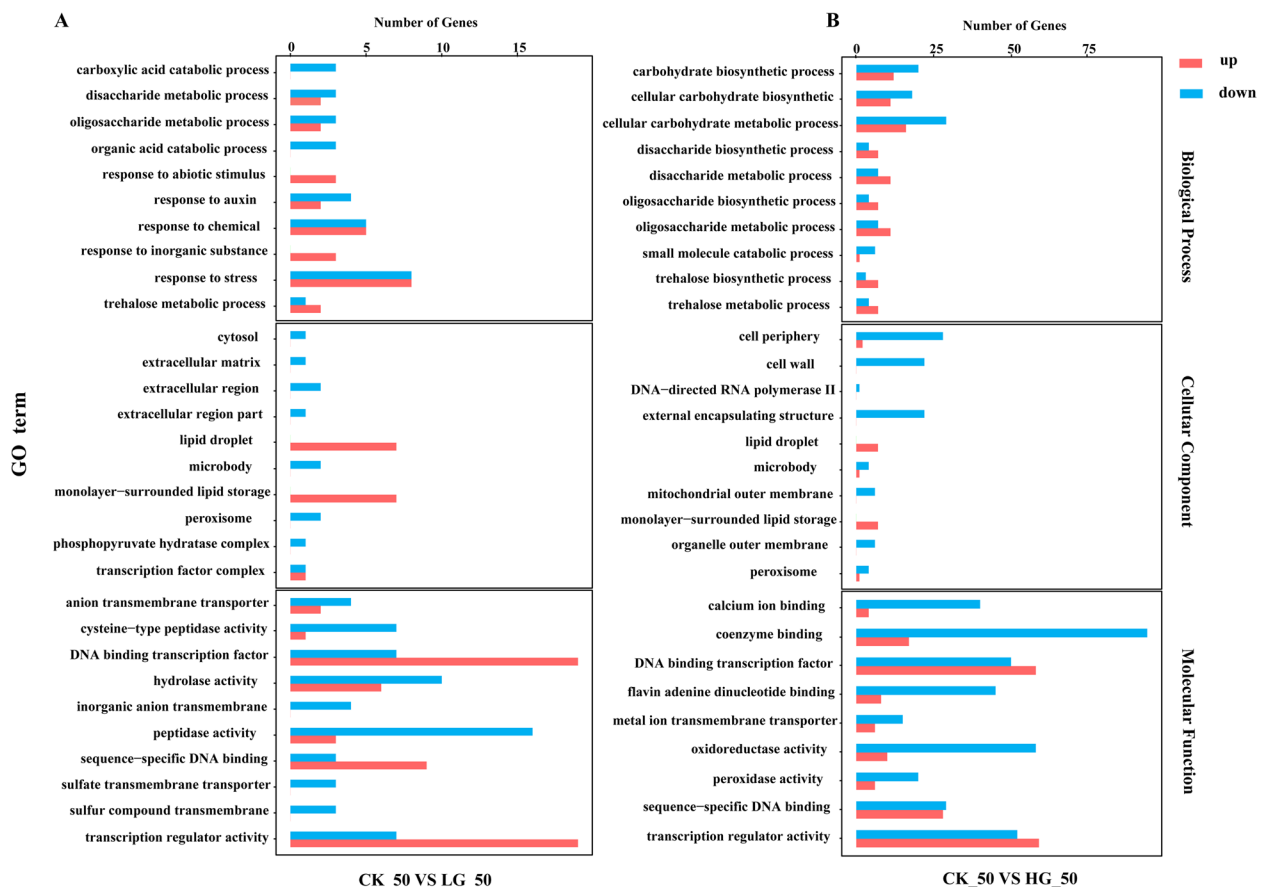 A
Number of Genes
0 5 10 15
carboxylic acid catabolic process
disaccharide metabolic process
oligosaccharide metabolic process
organic acid catabolic process
response to abiotic stimulus
response to auxin
response to chemical
response to inorganic substance
response to stress
trehalose metabolic process
cytosol
extracellular matrix
extracellular region
extracellular region part
lipid droplet
microbody
monolayer−surrounded lipid storage
peroxisome
phosphopyruvate hydratase complex
transcription factor complex
anion transmembrane transporter
cysteine−type peptidase activity
DNA binding transcription factor
hydrolase activity
inorganic anion transmembrane
peptidase activity
sequence−specific DNA binding
sulfate transmembrane transporter
sulfur compound transmembrane
transcription regulator activity
GO term
CK_50 VS LG_50
B
Number of Genes
0 25 50 75
carbohydrate biosynthetic process
cellular carbohydrate biosynthetic
cellular carbohydrate metabolic process
disaccharide biosynthetic process
disaccharide metabolic process
oligosaccharide biosynthetic process
oligosaccharide metabolic process
small molecule catabolic process
trehalose biosynthetic process
trehalose metabolic process
cell periphery
cell wall
DNA−directed RNA polymerase II
external encapsulating structure
lipid droplet
microbody
mitochondrial outer membrane
monolayer−surrounded lipid storage
organelle outer membrane
peroxisome
calcium ion binding
coenzyme binding
DNA binding transcription factor
flavin adenine dinucleotide binding
metal ion transmembrane transporter
oxidoreductase activity
peroxidase activity
sequence−specific DNA binding
transcription regulator activity
CK_50 VS HG_50
up
down
Biological Process
Cellutar Component
Molecular Function